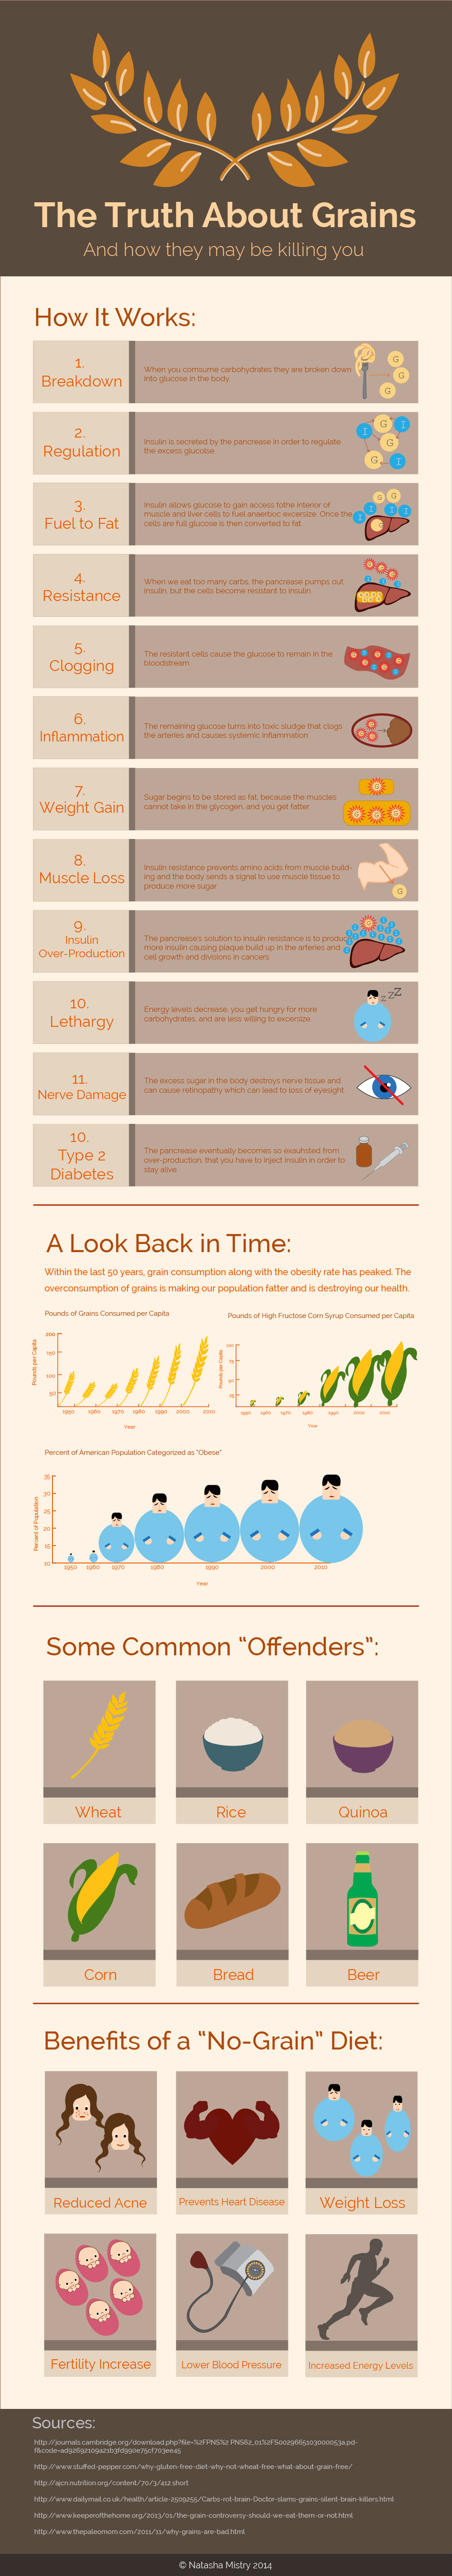 The Truth About Grains
And how they may be killing you
How It Works:
1.
Breakdown
When you comsume carbohydrates they are broken down
into glucose in the body.
G
G
G
2.
Regulation
Insulin is secreted by the pancrease in order to regulate
the excess glucolse.
I
G
I
G
G
I
3.
Fuel to Fat
Insulin allows glucose to gain access tothe interior of
muscle and liver cells to fuel anaerbioc excersize. Once the
cells are full glucose is then converted to fat.
G
G
I
I
I
I
G
4.
Resistance
When we eat too many carbs, the pancrease pumps out
insulin, but the cells become resistant to insulin.
5.
Clogging
The resistant cells cause the glucose to remain in the
bloodstream.
6.
Inflammation
The remaining glucose turns into toxic sludge that clogs
the arteries and causes systemic inflammation
7.
Weight Gain
Sugar begins to be stored as fat, because the muscles
cannot take in the glycogen, and you get fatter.
8.
Muscle Loss
Insulin resistance prevents amino acids from muscle build-
ing and the body sends a signal to use muscle tissue to
produce more sugar
G
9.
Insulin
Over-Production
The pancrease's solution to insulin resistance is to produce
more insulin causing plaque build up in the arteries and
cell growth and divisions in cancers
10.
Lethargy
Energy levels decrease, you get hungry for more
carbohydrates, and are less willing to excersize.
z z Z
11.
Nerve Damage
The excess sugar in the body destroys nerve tissue and
can cause retinopathy which can lead to loss of eyesight.
10.
Type 2
Diabetes
The pancrease eventually becomes so exauhsted from
over-production, that you have to inject insulin in order to
stay alive.
A Look Back in Time:
Within the last 50 years, grain consumption along with the obesity rate has peaked. The
overconsumption of grains is making our population fatter and is destroying our health.
Pounds of Grains Consumed per Capita
Pounds per Capita
200
150
100
50
1950 1960 1970 1980 1990 2000 2010
Year
Pounds of High Fructose Corn Syrup Consumed per Capita
Pounds per Capita
100
75
50
25
1950 1960 1970 1980 1990 2000 2010
Year
Percent of American Population Categorized as "Obese"
Percent of Population
35
30
25
20
15
10
1950 1960 1970 1980 1990 2000 2010
Year
Some Common "Offenders":
Wheat
Rice
Quinoa
Corn
Bread
Beer
Benefits of a "No-Grain" Diet:
Reduced Acne
Prevents Heart Disease
Weight Loss
Fertility Increase
Lower Blood Pressure
Increased Energy Levels
Sources:
http://journals.cambridge.org/download.php?file=%2FPNS%2 PNS62_01%2FS0029665103000053a.pd-
f&code=ad92692109a21b3fd990e75cf703ee45
http://www.stuffed-pepper.com/why-gluten-free-diet-why-not-wheat-free-what-about-grain-free/
http://ajcn.nutrition.org/content/70/3/412.short
http://www.dailymail.co.uk/health/article-2509255/Carbs-rot-brain-Doctor-slams-grains-silent-brain-killers.html
http://www.keeperofthehome.org/2013/01/the-grain-controversy-should-we-eat-them-or-not.html
http://www.thepaleomom.com/2011/11/why-grains-are-bad.html
© Natasha Mistry 2014